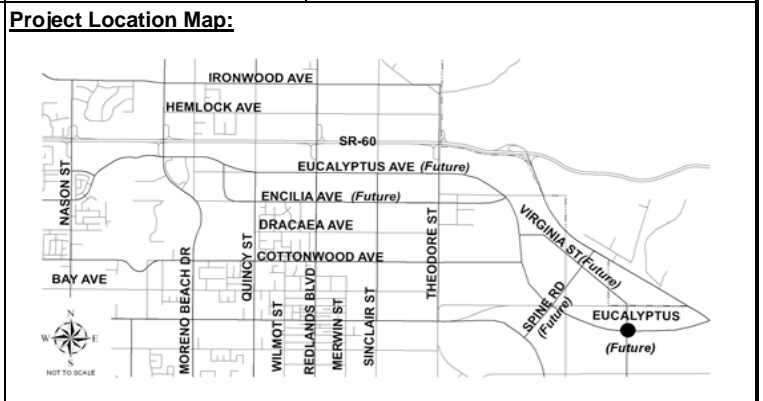 Project Location Map:
IRONWOOD AVE
HEMLOCK AVE
SR-60
EUCALYPTUS AVE (Future)
NASON ST
ENCILIA AVE (Future)
DRACAEA AVE
COTTONWOOD AVE
BAY AVE
MORENO BEACH DR
QUINCY ST
WILMOT ST
REDLANDS BLVD
MERWIN ST
SINCLAIR ST
THEODORE ST
VIRGINIA ST(Future)
SPINE RD
(Future)
EUCALYPTUS
(Future)
N
W
E
S
NOT TO SCALE